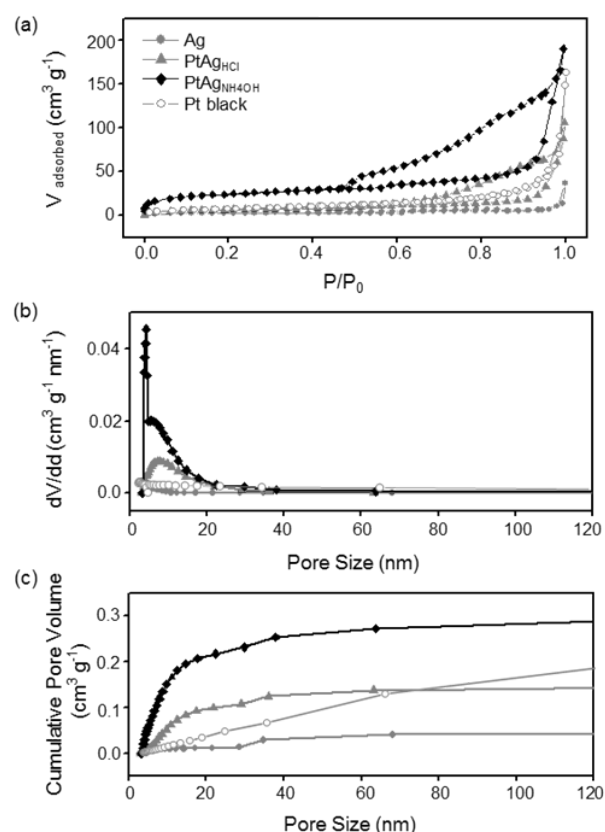 (a)
200
150
100
50
0
V adsorbed (cm³ g⁻¹)
Ag
PtAg_HCl
PtAg_NH4OH
Pt black
0.0 0.2 0.4 0.6 0.8 1.0
P/P₀
(b)
0.04
0.02
0.0
dV/dd (cm³ g⁻¹ nm⁻¹)
0 20 40 60 80 100 120
Pore Size (nm)
(c)
0.3
0.2
0.1
0.0
Cumulative Pore Volume
(cm³ g⁻¹)
0 20 40 60 80 100 120
Pore Size (nm)